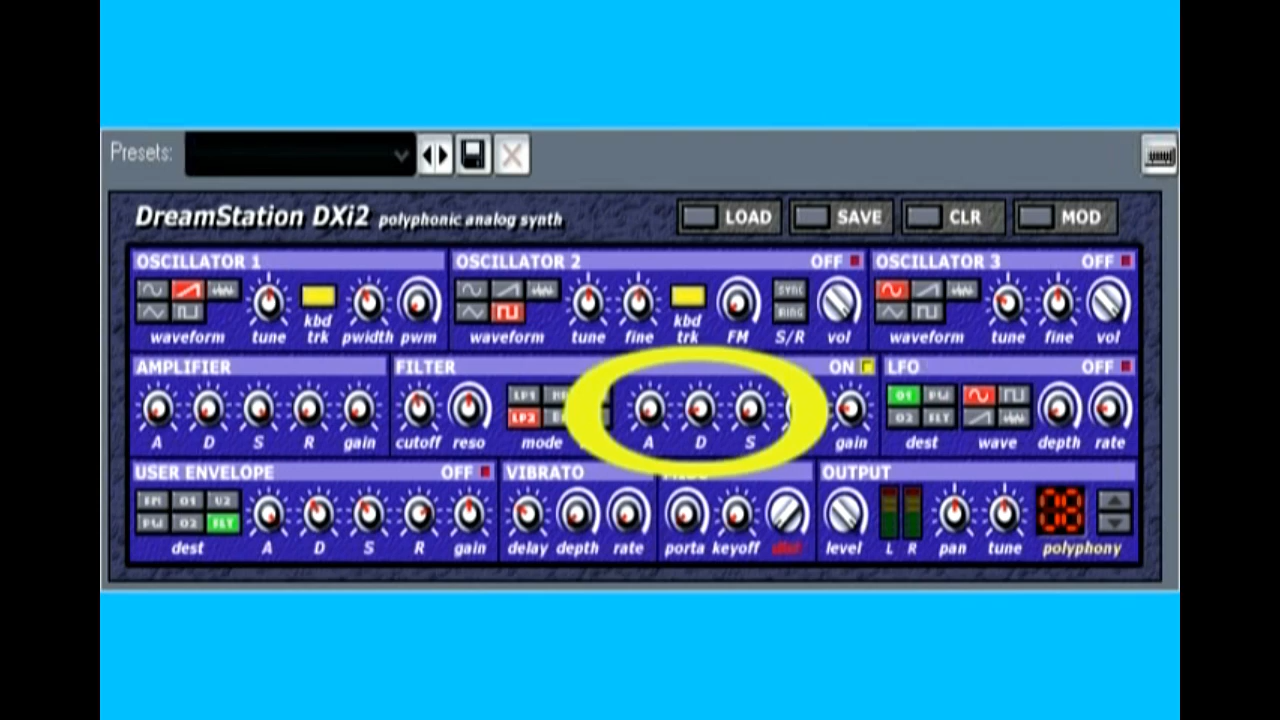 Presets:
DreamStation DXi2 polyphonic analog synth LOAD SAVE CLR MOD
OSCILLATOR 1 OSCILLATOR 2 OFF OSCILLATOR 3 OFF
SYNC
RING
waveform tune kbd trk pwidth pwm waveform tune fine kbd trk FM S/R vol waveform tune fine vol
AMPLIFIER FILTER ON LFO OFF
LP1 O1 PW
LP2 O2 FLT
A D S R gain cutoff reso mode A D S gain dest wave depth rate
USER ENVELOPE OFF VIBRATO OUTPUT
O1
PW O2 FLT
88
dest A D S R gain delay depth rate porta keyoff dist level L R pan tune polyphony